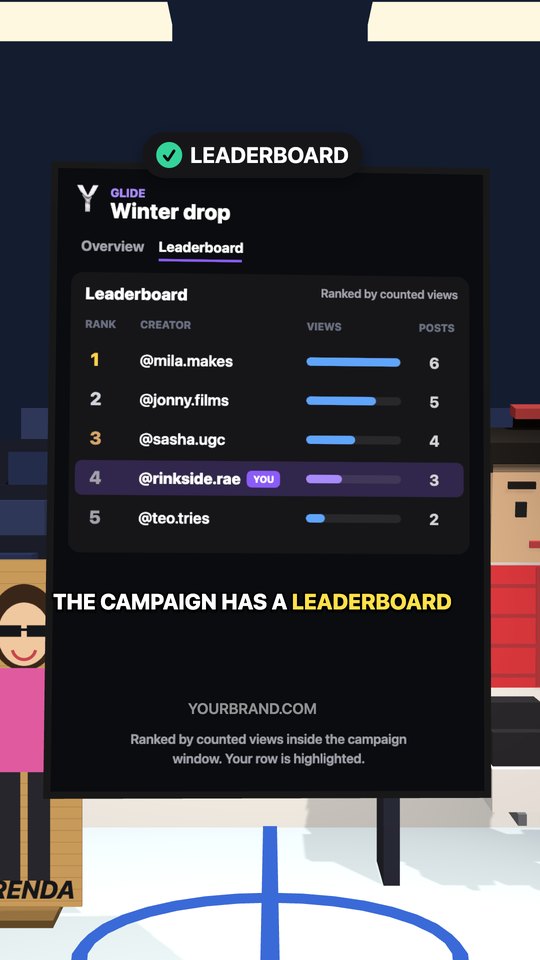 LEADERBOARD
Y GLIDE
Winter drop
Overview Leaderboard
Leaderboard Ranked by counted views
RANK CREATOR VIEWS POSTS
1 @mila.makes 6
2 @jonny.films 5
3 @sasha.ugc 4
4 @rinkside.rae YOU 3
5 @teo.tries 2
THE CAMPAIGN HAS A LEADERBOARD
YOURBRAND.COM
Ranked by counted views inside the campaign
window. Your row is highlighted.
RENDA